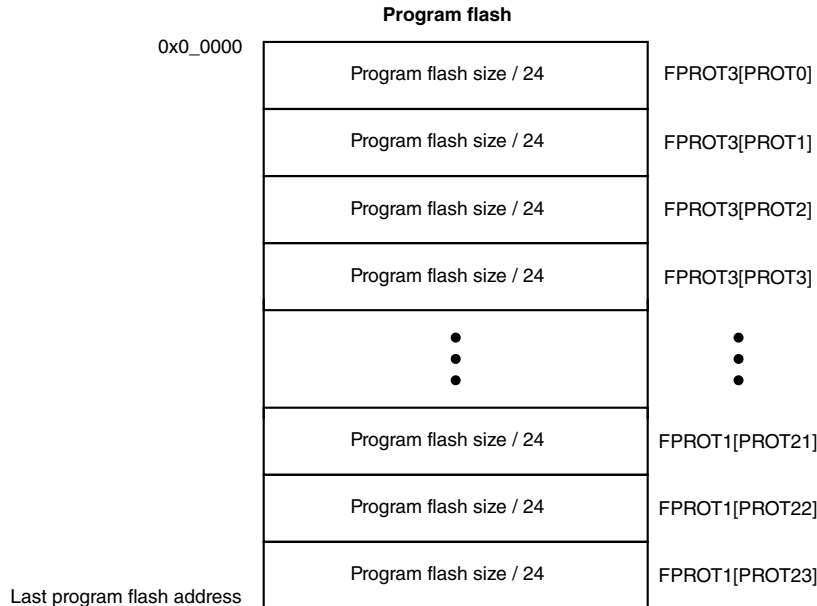 Program flash
0x0_0000
Program flash size / 24 FPROT3[PROT0]
Program flash size / 24 FPROT3[PROT1]
Program flash size / 24 FPROT3[PROT2]
Program flash size / 24 FPROT3[PROT3]
Program flash size / 24 FPROT1[PROT21]
Program flash size / 24 FPROT1[PROT22]
Program flash size / 24 FPROT1[PROT23]
Last program flash address